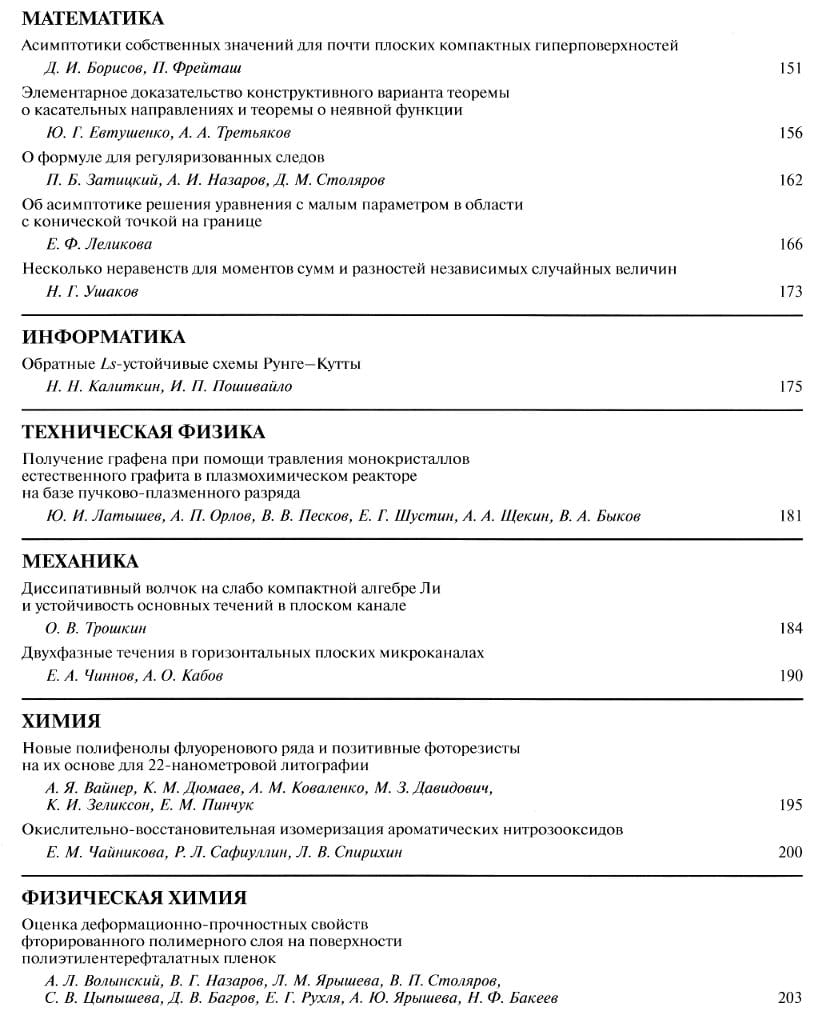 МАТЕМАТИКА
Асимптотики собственных значений для почти плоских компактных гиперповерхностей
Д. И. Борисов, П. Фрейташ 151
Элементарное доказательство конструктивного варианта теоремы
о касательных направлениях и теоремы о неявной функции
Ю. Г. Евтушенко, А. А. Третьяков 156
О формуле для регуляризованных следов
П. Б. Затицкий, А. И. Назаров, Д. М. Столяров 162
Об асимптотике решения уравнения с малым параметром в области
с конической точкой на границе
Е. Ф. Леликова 166
Несколько неравенств для моментов сумм и разностей независимых случайных величин
Н. Г. Ушаков 173
ИНФОРМАТИКА
Обратные Ls-устойчивые схемы Рунге–Кутты
Н. Н. Калиткин, И. П. Пошивайло 175
ТЕХНИЧЕСКАЯ ФИЗИКА
Получение графена при помощи травления монокристаллов
естественного графита в плазмохимическом реакторе
на базе пучково-плазменного разряда
Ю. И. Латышев, А. П. Орлов, В. В. Песков, Е. Г. Шустин, А. А. Щекин, В. А. Быков 181
МЕХАНИКА
Диссипативный волчок на слабо компактной алгебре Ли
и устойчивость основных течений в плоском канале
О. В. Трошкин 184
Двухфазные течения в горизонтальных плоских микроканалах
Е. А. Чиннов, А. О. Кабов 190
ХИМИЯ
Новые полифенолы флуоренового ряда и позитивные фоторезисты
на их основе для 22-нанометровой литографии
А. Я. Вайнер, К. М. Дюмаев, А. М. Коваленко, М. З. Давидович,
К. И. Зеликсон, Е. М. Пинчук 195
Окислительно-восстановительная изомеризация ароматических нитрозооксидов
Е. М. Чайникова, Р. Л. Сафиуллин, Л. В. Спирихин 200
ФИЗИЧЕСКАЯ ХИМИЯ
Оценка деформационно-прочностных свойств
фторированного полимерного слоя на поверхности
полиэтилентерефталатных пленок
А. Л. Волынский, В. Г. Назаров, Л. М. Ярышева, В. П. Столяров,
С. В. Цыпышева, Д. В. Багров, Е. Г. Рухля, А. Ю. Ярышева, Н. Ф. Бакеев 203